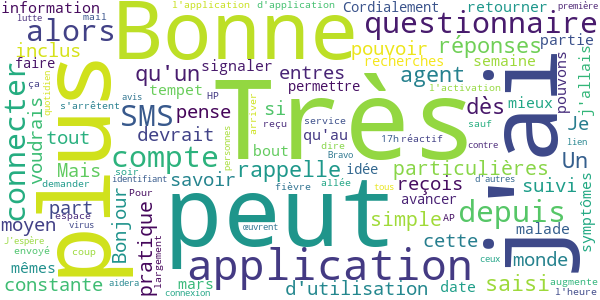 information
lutte
mail
l'application
d'application
Cordialement
retourner
première
alors
Bonne
questionnaire
inclus
faire
qu'un
signaler
entres
pouvoir
réponses
partie
ça
tempet
HP
permettre
recherches
semaine
pouvons
j'allais
s'arrêtent
avis
agent
l'activation
quotidien
plus
SMS
pense
Très
si
dès
mieux
Je
connecter
voudrais
devrait
arriver
reçu
service
qu'au
17h
réactif
sauf
contre
lien
tout
compte
personnes
bout
dire
Bravo
idée
rappelle
particulières
Un
j'ai
Mais
Bonjour
demander
soir
identifiant
savoir
fièvre
allée
tous
reçois
d'autres
suivi
symptômes
part
Pour
peut
œuvrent
simple
avancer
depuis
malade
moyen
espace
virus
pratique
largement
cette
AP
monde
J'espère
envoyé
coup
application
saisi
ceux
mêmes
constante
aidera
mars
connexion
d'utilisation
date
augmente
l'heure